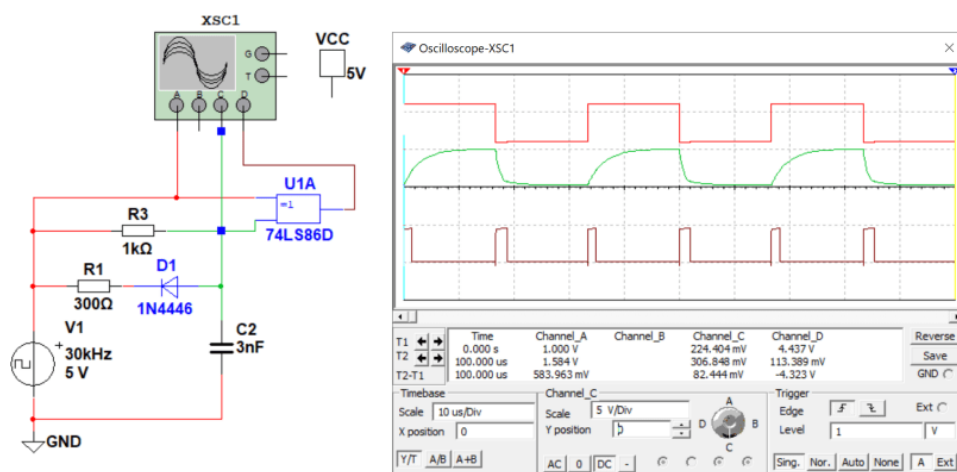 XSC1
G
T
A B C D
VCC
5V
U1A
=1
74LS86D
R3
1kΩ
R1
300Ω
D1
1N4446
V1
30kHz
5 V
C2
3nF
GND
Oscilloscope-XSC1
Time Channel_A Channel_B Channel_C Channel_D
T1 0.000 s 1.000 V 224.404 mV 4.437 V
T2 100.000 us 1.584 V 306.848 mV 113.389 mV
T2-T1 100.000 us 583.963 mV 82.444 mV -4.323 V
Reverse
Save
GND
Timebase
Scale 10 us/Div
X position 0
Y/T A/B A+B
Channel_C
Scale 5 V/Div
Y position
AC 0 DC -
A
B
C
D
Trigger
Edge Ext
Level 1 V
Sing. Nor. Auto None A Ext